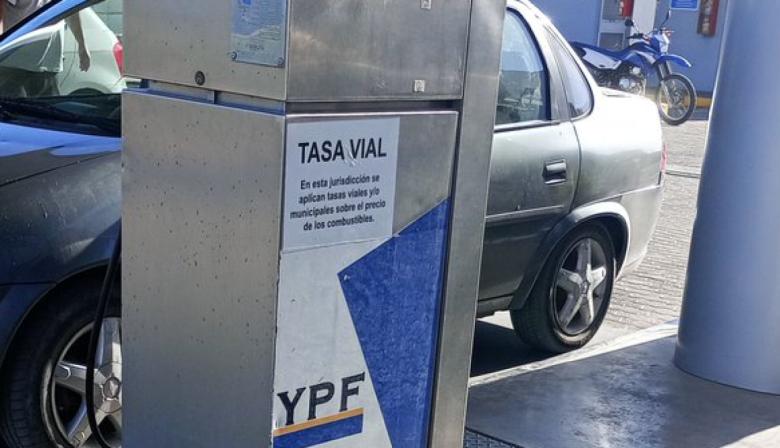 TASA VIAL
En esta jurisdicción se
aplican tasas viales y/o
municipales sobre el precio
de los combustibles.
YPF